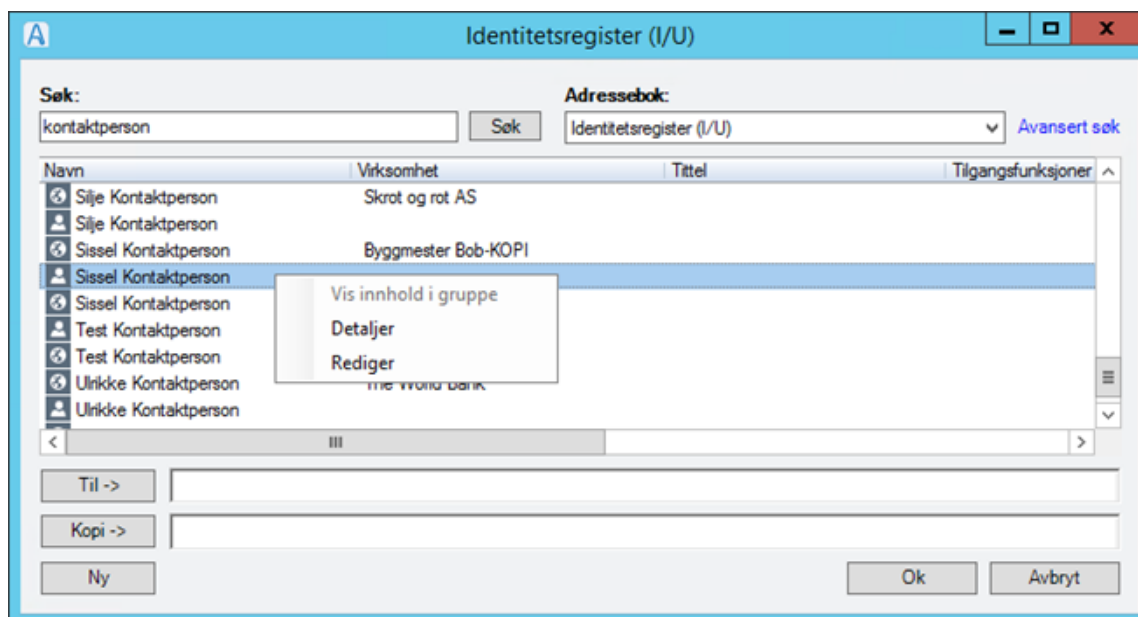 A Identitetsregister (I/U)
Søk: Adressebok:
kontaktperson Søk Identitetsregister (I/U) Avansert søk
Navn Virksomhet Tittel Tilgangsfunksjoner
Silje Kontaktperson Skrot og rot AS
Silje Kontaktperson
Sissel Kontaktperson Byggmester Bob-KOPI
Sissel Kontaktperson
Vis innhold i gruppe
Sissel Kontaktperson
Detaljer
Test Kontaktperson
Test Kontaktperson
Rediger
Ulrikke Kontaktperson The World Bank
Ulrikke Kontaktperson
Til ->
Kopi ->
Ny Ok Avbryt